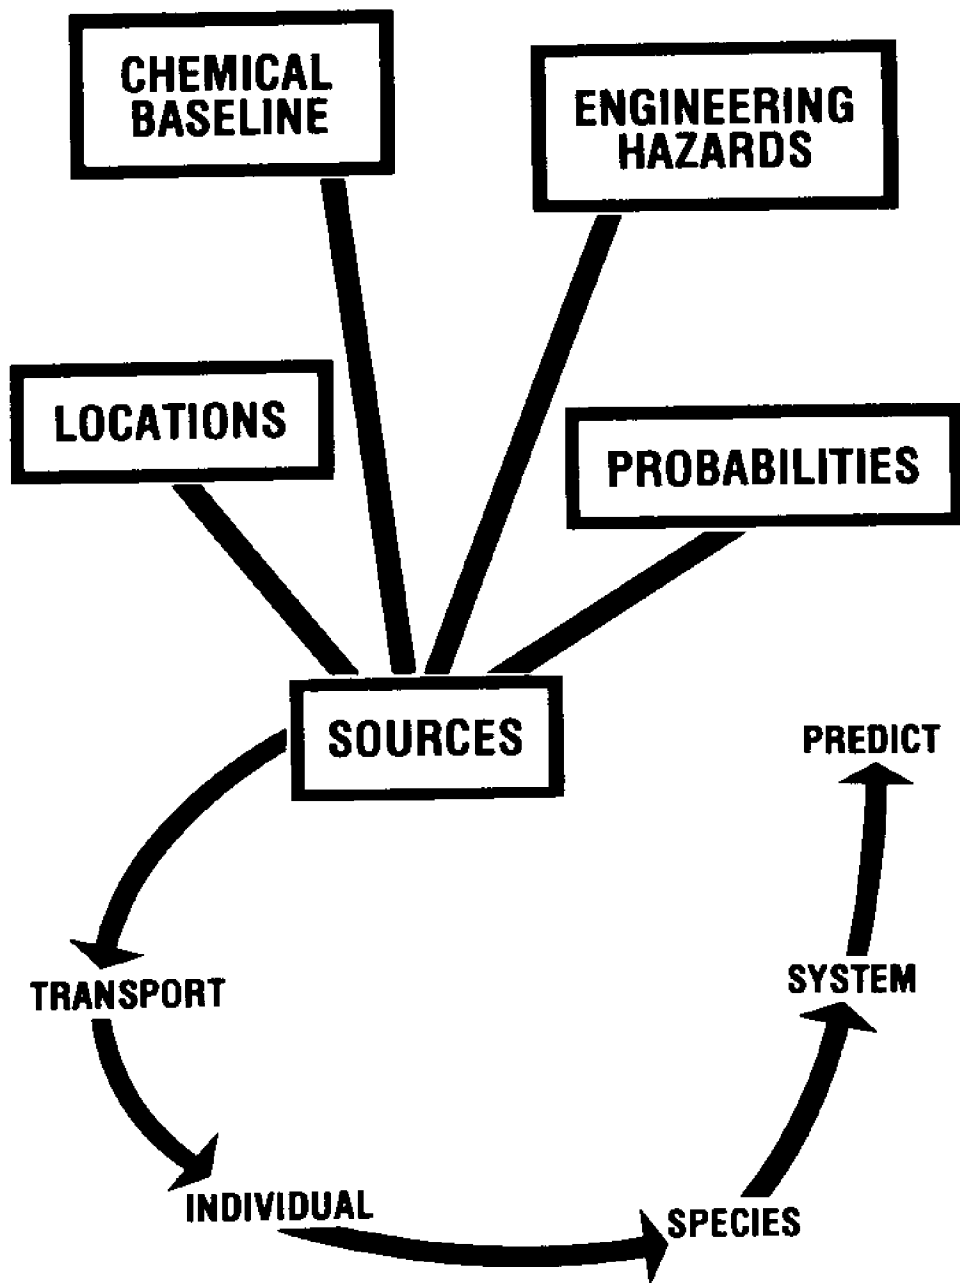 CHEMICAL
BASELINE
ENGINEERING
HAZARDS
LOCATIONS
PROBABILITIES
SOURCES
PREDICT
TRANSPORT
SYSTEM
INDIVIDUAL
SPECIES